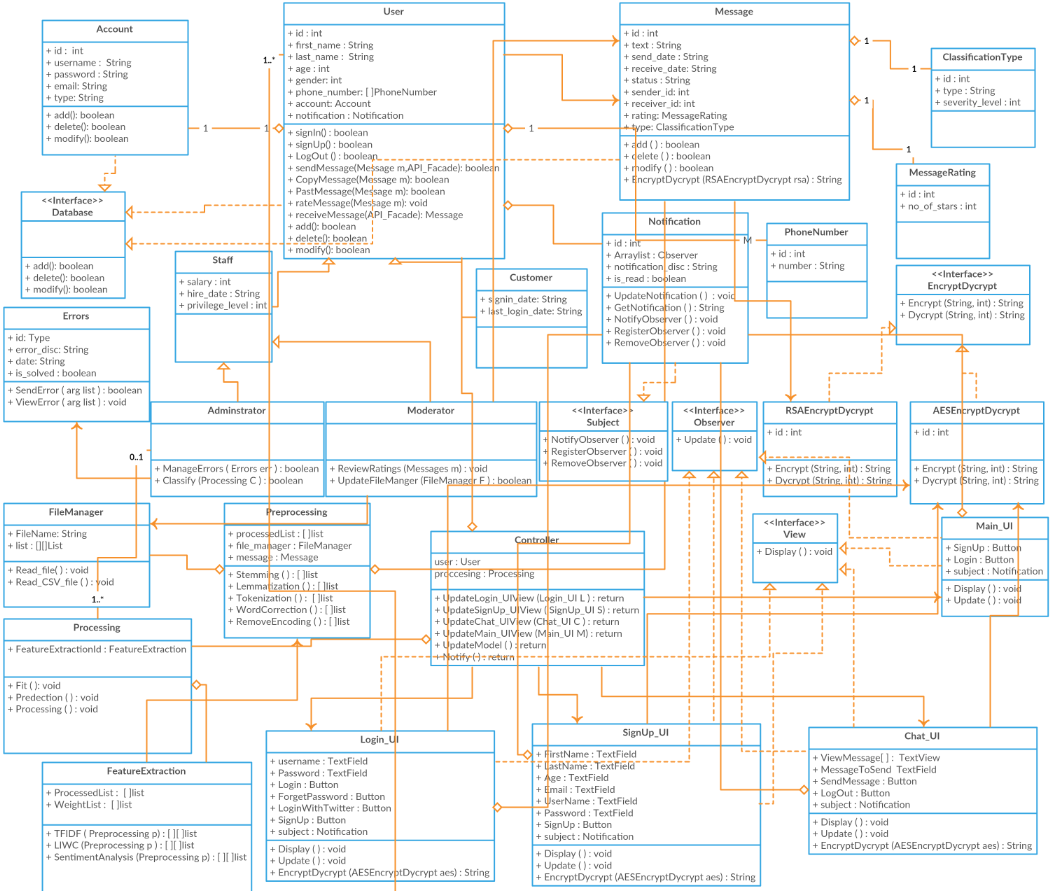 Account
+ id : int
+ username : String
+ password : String
+ email: String
+ type: String
+ add(): boolean
+ delete(): boolean
+ modify(): boolean
User
+ id : int
+ first_name : String
+ last_name : String
+ age : int
+ gender: int
+ phone_number: [ ]PhoneNumber
+ account: Account
+ notification : Notification
+ signIn() : boolean
+ signUp() : boolean
+ LogOut () : boolean
+ sendMessage(Message m,API_Facade): boolean
+ CopyMessage(Message m): boolean
+ PastMessage(Message m): boolean
+ rateMessage(Message m): void
+ receiveMessage(API_Facade): Message
+ add(): boolean
+ delete(): boolean
+ modify(): boolean
1..*
1
1
1
Message
+ id : int
+ text : String
+ send_date : String
+ receive_date: String
+ status : String
+ sender_id: int
+ receiver_id: int
+ rating: MessageRating
+ type: ClassificationType
+ add ( ) : boolean
+ delete ( ) : boolean
+ modify ( ) : boolean
+ EncryptDycrypt (RSAEncryptDycrypt rsa) : String
1
1
1
1
ClassificationType
+ id : int
+ type : String
+ severity_level : int
MessageRating
+ id : int
+ no_of_stars : int
<<Interface>>
Database
+ add(): boolean
+ delete(): boolean
+ modify(): boolean
Staff
+ salary : int
+ hire_date : String
+ privilege_level : int
Customer
+ signin_date: String
+ last_login_date: String
Notification
+ id : int
+ Arraylist : Observer
+ notification_disc : String
+ is_read : boolean
+ UpdateNotification ( ) : void
+ GetNotification ( ) : String
+ NotifyObserver ( ) : void
+ RegisterObserver ( ) : void
+ RemoveObserver ( ) : void
M
PhoneNumber
+ id : int
+ number : String
<<Interface>>
EncryptDycrypt
+ Encrypt (String, int) : String
+ Dycrypt (String, int) : String
Errors
+ id: Type
+ error_disc: String
+ date: String
+ is_solved : boolean
+ SendError ( arg list ) : boolean
+ ViewError ( arg list ) : void
Adminstrator
+ ManageErrors ( Errors err ) : boolean
+ Classify (Processing C ) : boolean
0..1
Moderator
+ ReviewRatings (Messages m) : void
+ UpdateFileManger (FileManager F ) : boolean
<<Interface>>
Subject
+ NotifyObserver ( ) : void
+ RegisterObserver ( ) : void
+ RemoveObserver ( ) : void
<<Interface>>
Observer
+ Update ( ) : void
RSAEncryptDycrypt
+ id : int
+ Encrypt (String, int) : String
+ Dycrypt (String, int) : String
AESEncryptDycrypt
+ id : int
+ Encrypt (String, int) : String
+ Dycrypt (String, int) : String
FileManager
+ FileName: String
+ list : [][]List
+ Read_file() : void
+ Read_CSV_file ( ) : void
1..*
Preprocessing
+ processedList : [ ]list
+ file_manager : FileManager
+ message : Message
+ Stemming ( ) : [ ]list
+ Lemmatization ( ) : [ ]list
+ Tokenization ( ) : [ ]list
+ WordCorrection ( ) : [ ]list
+ RemoveEncoding ( ) : [ ]list
Controller
user : User
proccesing : Processing
+ UpdateLogin_UIView (Login_UI L ) : return
+ UpdateSignUp_UIView ( SignUp_UI S) : return
+ UpdateChat_UIView (Chat_UI C ) : return
+ UpdateMain_UIView (Main_UI M) : return
+ UpdateModel ( ) : return
+ Notify ( ) : return
<<Interface>>
View
+ Display ( ) : void
Main_UI
+ SignUp : Button
+ Login : Button
+ subject : Notification
+ Display ( ) : void
+ Update ( ) : void
Processing
+ FeatureExtractionId : FeatureExtraction
+ Fit ( ): void
+ Predection ( ) : void
+ Processing ( ) : void
FeatureExtraction
+ ProcessedList : [ ]list
+ WeightList : [ ]list
+ TFIDF ( Preprocessing p) : [ ][ ]list
+ LIWC (Preprocessing p ) : [ ][ ]list
+ SentimentAnalysis (Preprocessing p) : [ ][ ]list
Login_UI
+ username : TextField
+ Password : TextField
+ Login : Button
+ ForgetPassword : Button
+ LoginWithTwitter : Button
+ SignUp : Button
+ subject : Notification
+ Display ( ) : void
+ Update ( ) : void
+ EncryptDycrypt (AESEncryptDycrypt aes) : String
SignUp_UI
+ FirstName : TextField
+ LastName : TextField
+ Age : TextField
+ Email : TextField
+ UserName : TextField
+ Password : TextField
+ SignUp : Button
+ subject : Notification
+ Display ( ) : void
+ Update ( ) : void
+ EncryptDycrypt (AESEncryptDycrypt aes) : String
Chat_UI
+ ViewMessage[ ] : TextView
+ MessageToSend TextField
+ SendMessage : Button
+ LogOut : Button
+ subject : Notification
+ Display ( ) : void
+ Update ( ) : void
+ EncryptDycrypt (AESEncryptDycrypt aes) : String